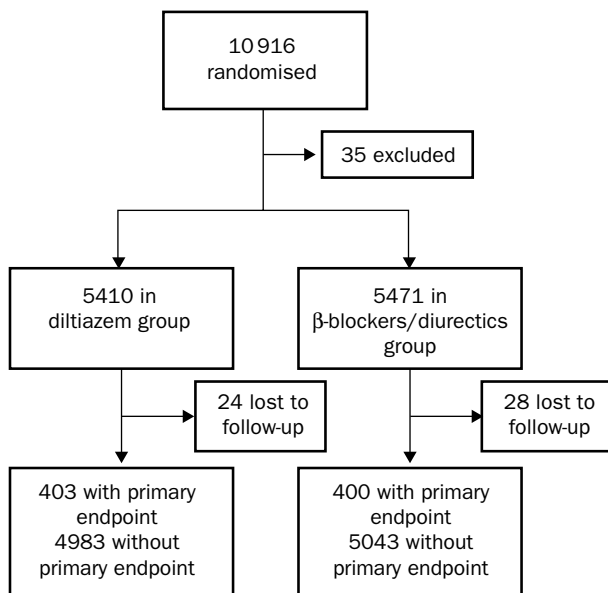 10 916
randomised
35 excluded
5410 in
diltiazem group
5471 in
β-blockers/diurectics
group
24 lost to
follow-up
28 lost to
follow-up
403 with primary
endpoint
4983 without
primary endpoint
400 with primary
endpoint
5043 without
primary endpoint